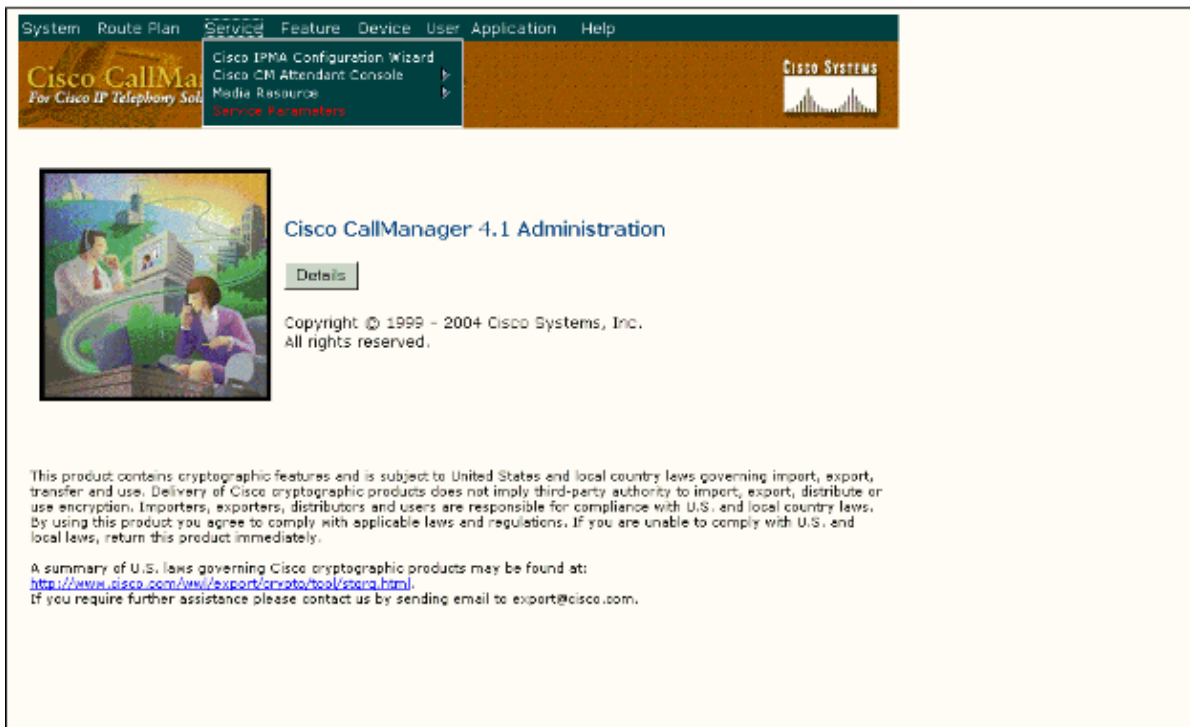 System Route Plan Service Feature Device User Application Help
Cisco IPMA Configuration Wizard
Cisco CM Attendant Console
Media Resource
Service Parameters
Cisco CallMa
For Cisco IP Telephony Sol
CISCO SYSTEMS
Cisco CallManager 4.1 Administration
Details
Copyright © 1999 - 2004 Cisco Systems, Inc.
All rights reserved.
This product contains cryptographic features and is subject to United States and local country laws governing import, export,
transfer and use. Delivery of Cisco cryptographic products does not imply third-party authority to import, export, distribute or
use encryption. Importers, exporters, distributors and users are responsible for compliance with U.S. and local country laws.
By using this product you agree to comply with applicable laws and regulations. If you are unable to comply with U.S. and
local laws, return this product immediately.
A summary of U.S. laws governing Cisco cryptographic products may be found at:
http://www.cisco.com/wwl/export/crypto/tool/stqrg.html.
If you require further assistance please contact us by sending email to export@cisco.com.